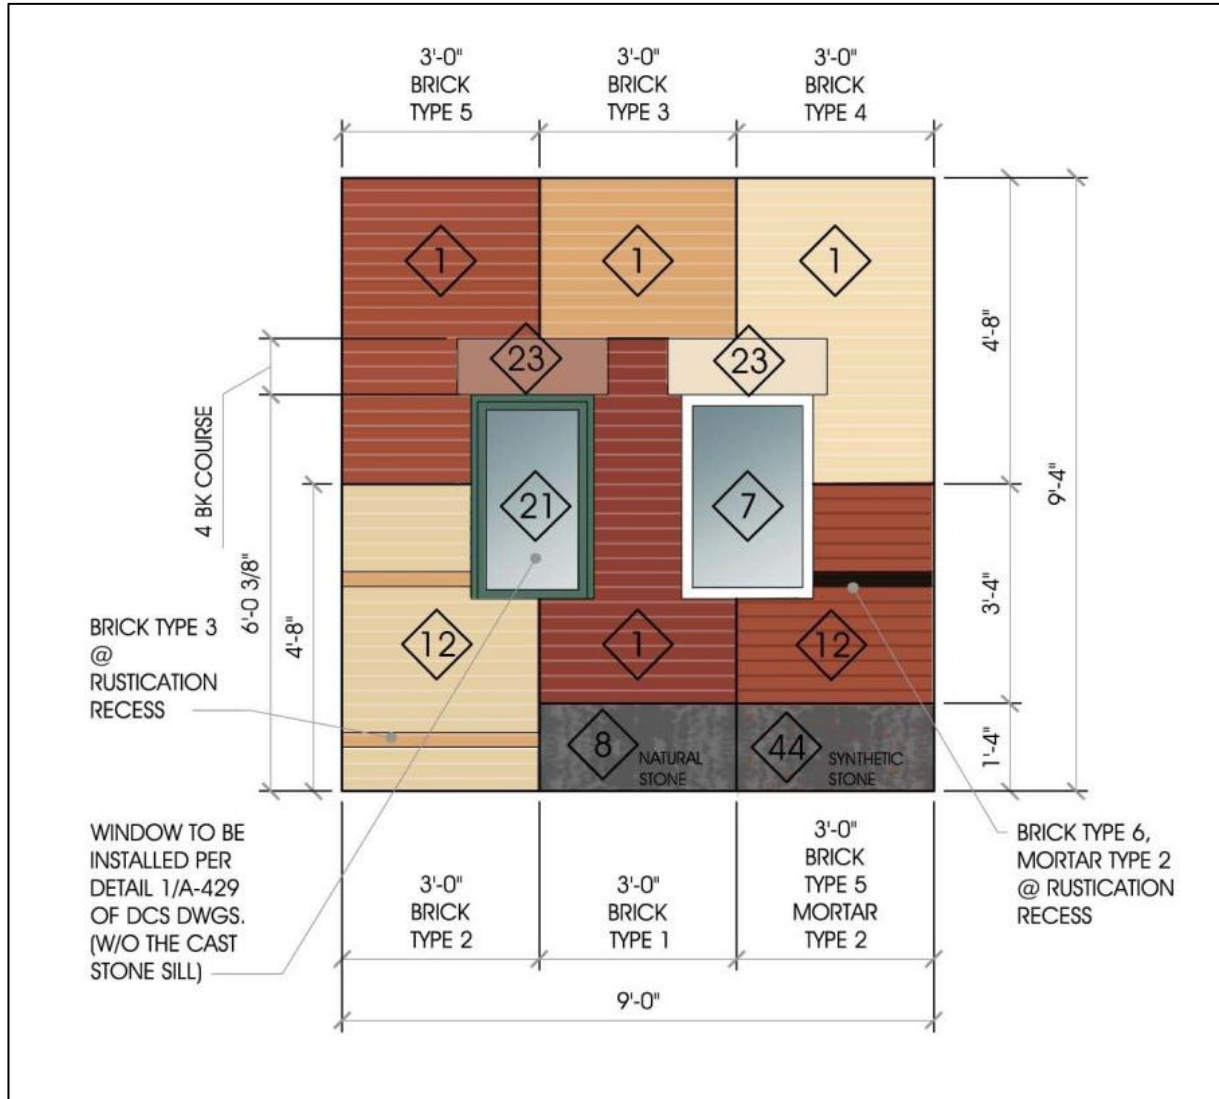 3'-0"
BRICK
TYPE 5
3'-0"
BRICK
TYPE 3
3'-0"
BRICK
TYPE 4
1
1
1
23
23
4 BK COURSE
4'-8"
9'-4"
21
7
6'-0 3/8"
4'-8"
3'-4"
BRICK TYPE 3
@
RUSTICATION
RECESS
12
1
12
8
NATURAL
STONE
44
SYNTHETIC
STONE
1'-4"
WINDOW TO BE
INSTALLED PER
DETAIL 1/A-429
OF DCS DWGS.
(W/O THE CAST
STONE SILL)
3'-0"
BRICK
TYPE 2
3'-0"
BRICK
TYPE 1
3'-0"
BRICK
TYPE 5
MORTAR
TYPE 2
BRICK TYPE 6,
MORTAR TYPE 2
@ RUSTICATION
RECESS
9'-0"